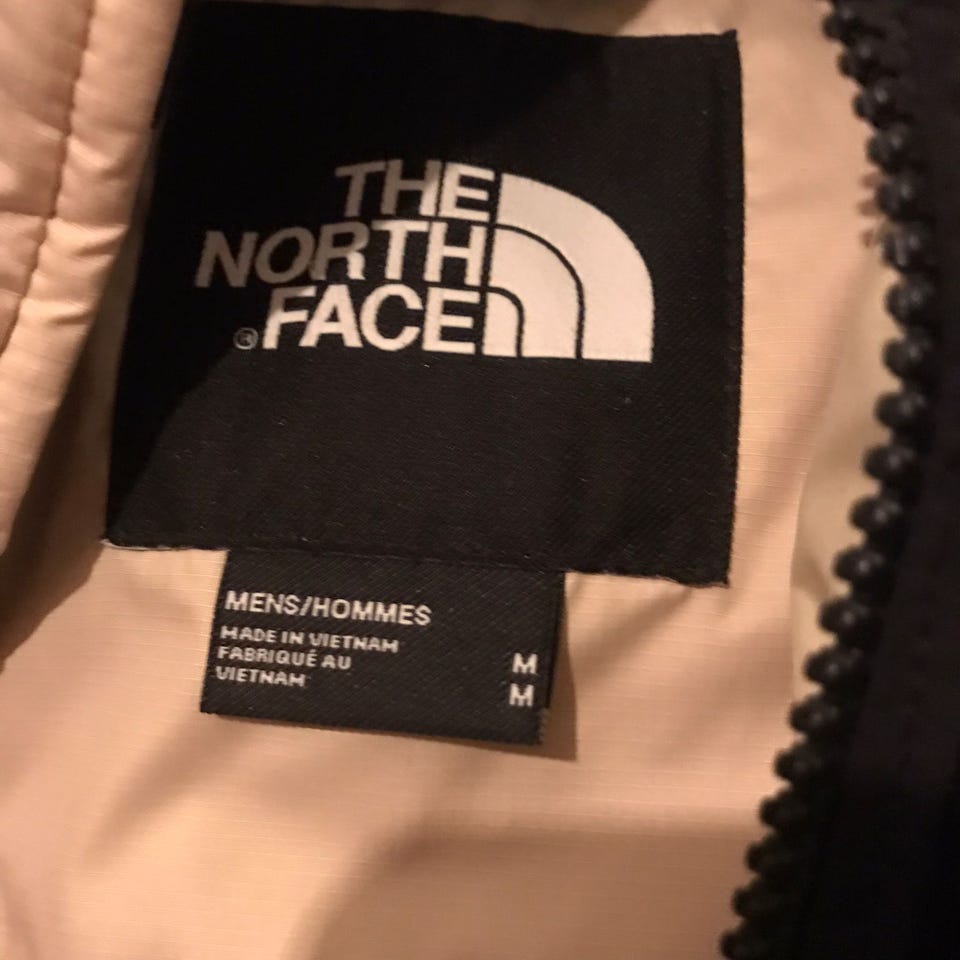 THE
NORTH
FACE
®
MENS/HOMMES
MADE IN VIETNAM
FABRIQUÉ AU
VIETNAM
M
M